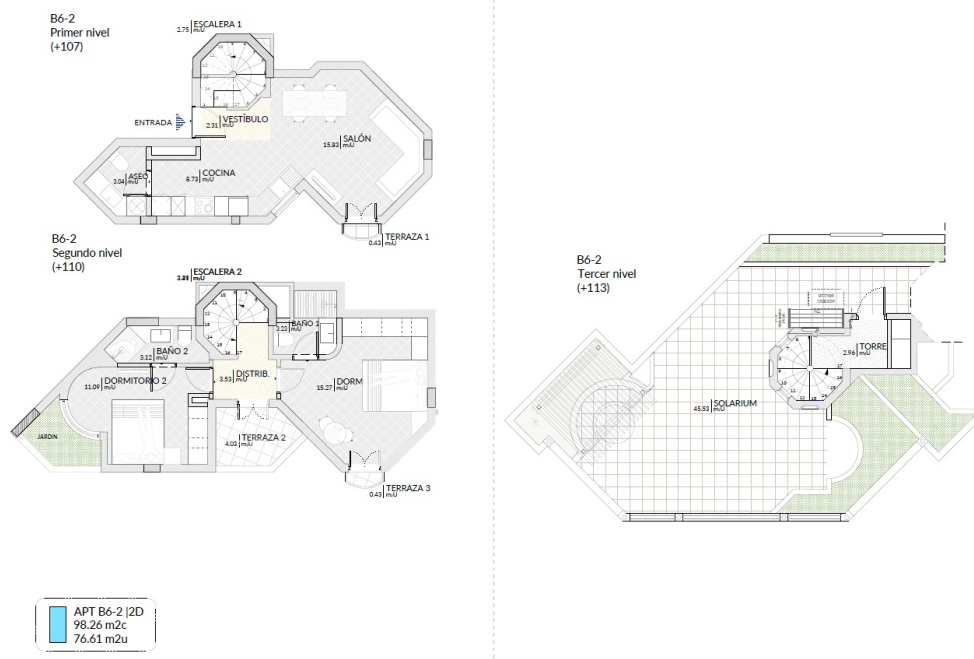 B6-2
Primer nivel
(+107)
ESCALERA 1
2.75 m²U
ENTRADA
VESTÍBULO
2.31 m²U
SALÓN
15.83 m²U
ASEO
3.04 m²U
COCINA
8.73 m²U
TERRAZA 1
0.43 m²U
B6-2
Segundo nivel
(+110)
ESCALERA 2
BAÑO 1
3.23 m²U
BAÑO 2
3.12 m²U
DORMITORIO 2
11.09 m²U
DISTRIB.
3.53 m²U
DORM
15.27 m²U
JARDIN
TERRAZA 2
4.03 m²U
TERRAZA 3
0.43 m²U
B6-2
Tercer nivel
(+113)
TORRE
2.96 m²U
SOLARIUM
45.53 m²U
APT B6-2 |2D
98.26 m2c
76.61 m2u